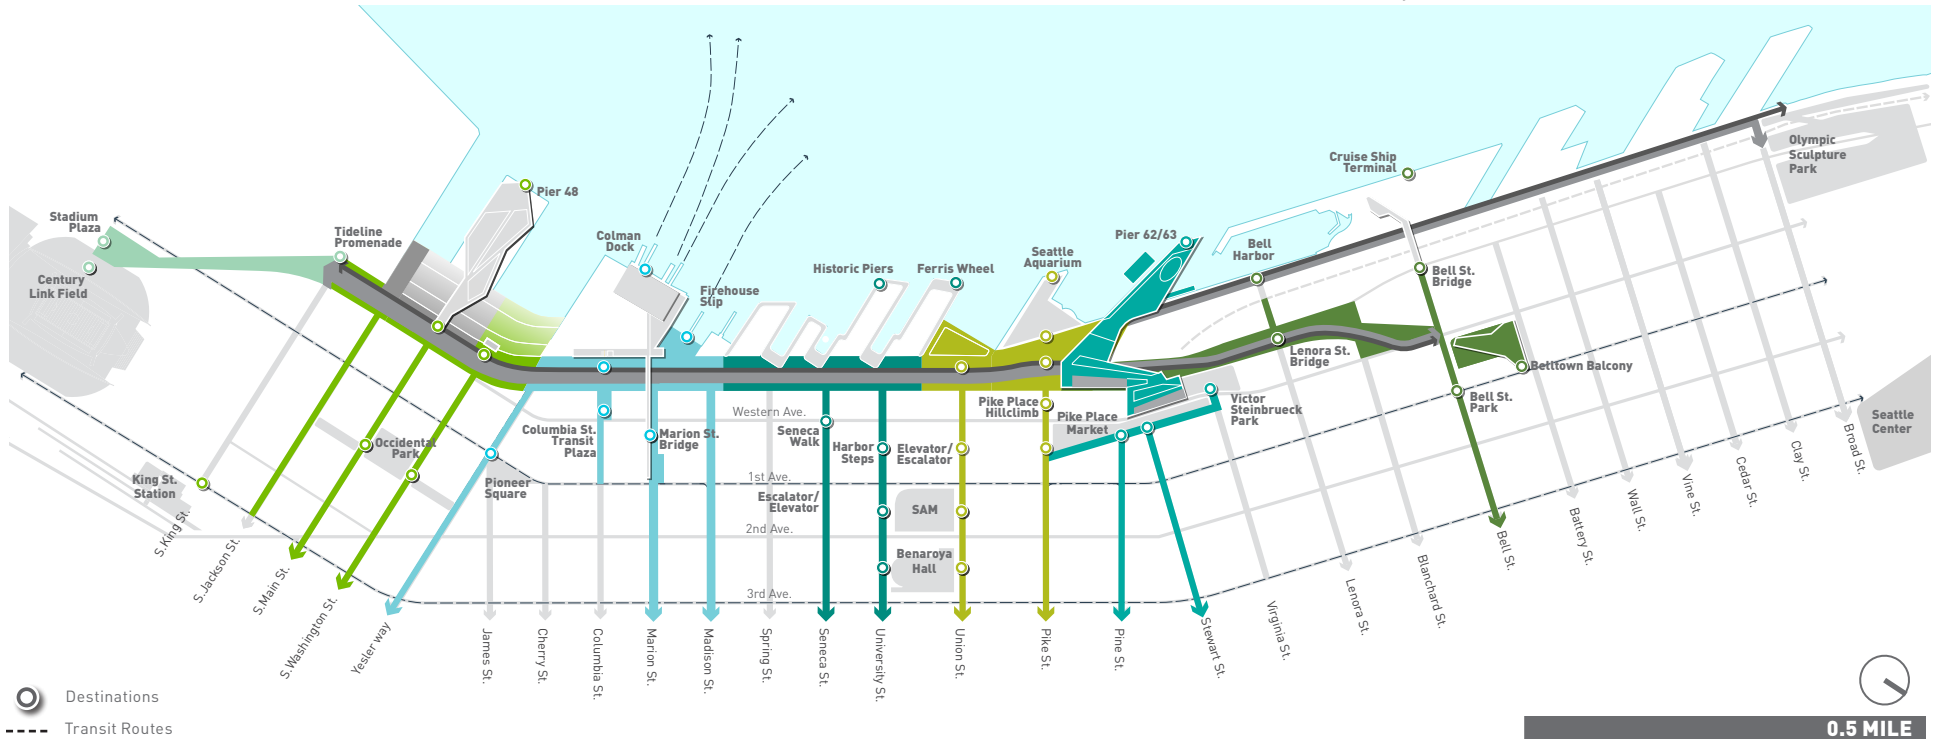 Stadium
Plaza
Century
Link Field
Tideline
Promenade
Pier 48
Colman
Dock
Firehouse
Slip
Historic Piers
Ferris Wheel
Seattle
Aquarium
Pier 62/63
Bell
Harbor
Cruise Ship
Terminal
Olympic
Sculpture
Park
Bell St.
Bridge
Lenora St.
Bridge
Belltown Balcony
Bell St.
Park
Victor
Steinbrueck
Park
Seattle
Center
Pike Place
Hillclimb
Pike Place
Market
Western Ave.
Seneca
Walk
Harbor
Steps
Elevator/
Escalator
Columbia St.
Transit
Plaza
Marion St.
Bridge
Occidental
Park
King St.
Station
Pioneer
Square
1st Ave.
Escalator/
Elevator
SAM
2nd Ave.
Benaroya
Hall
3rd Ave.
S.King St.
S.Jackson St.
S.Main St.
S.Washington St.
Yesler way
James St.
Cherry St.
Columbia St.
Marion St.
Madison St.
Spring St.
Seneca St.
University St.
Union St.
Pike St.
Pine St.
Stewart St.
Virginia St.
Lenora St.
Blanchard St.
Bell St.
Battery St.
Wall St.
Vine St.
Cedar St.
Clay St.
Broad St.
Destinations
Transit Routes
0.5 MILE